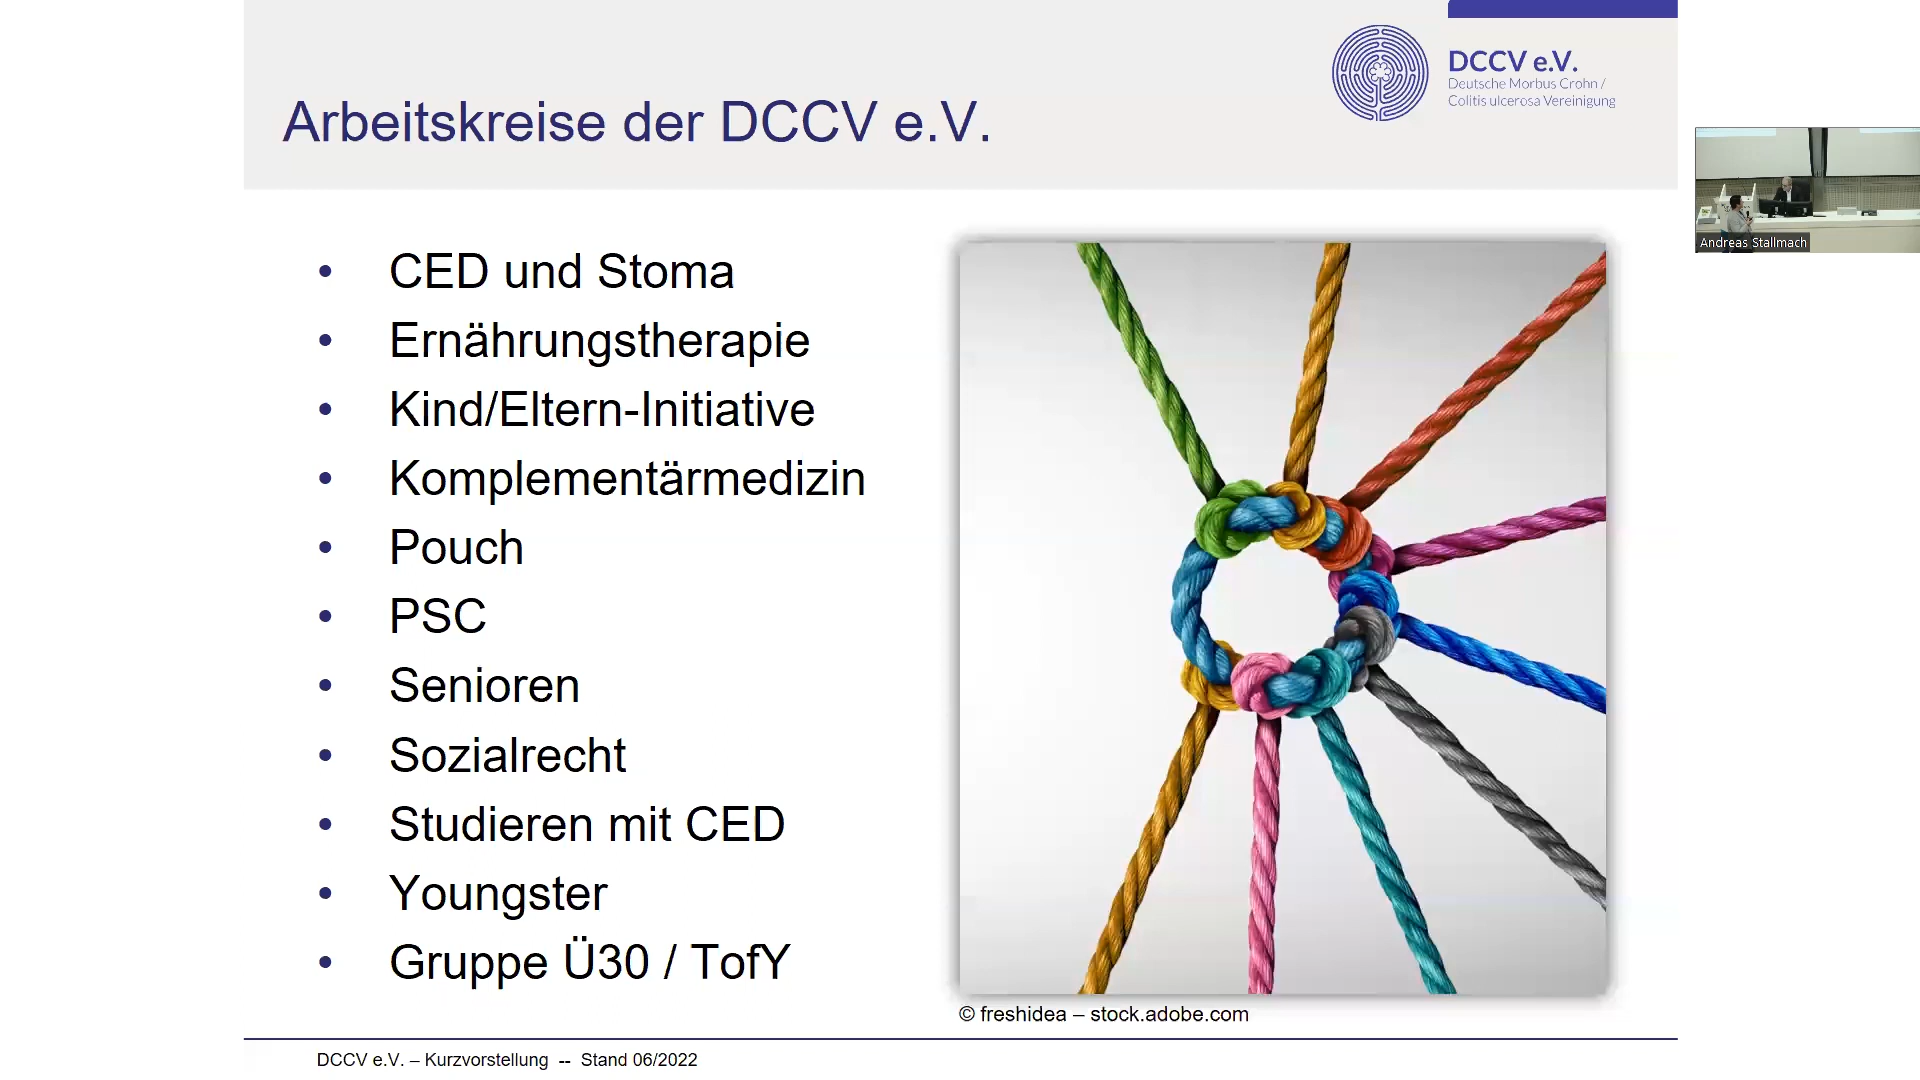 Arbeitskreise der DCCV e.V.
DCCV e.V.
Deutsche Morbus Crohn /
Colitis ulcerosa Vereinigung
• CED und Stoma
• Ernährungstherapie
• Kind/Eltern-Initiative
• Komplementärmedizin
• Pouch
• PSC
• Senioren
• Sozialrecht
• Studieren mit CED
• Youngster
• Gruppe Ü30 / TofY
© freshidea – stock.adobe.com
DCCV e.V. – Kurzvorstellung -- Stand 06/2022
Andreas Stallmach